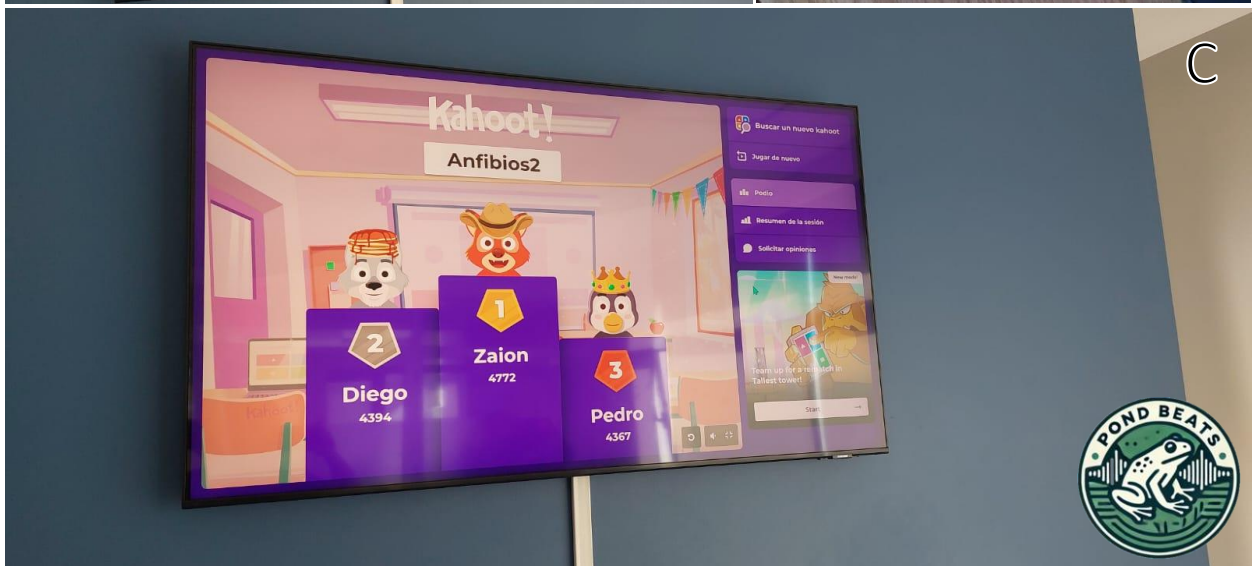 C
Kahoot!
Anfibios2
1
Zaion
4772
2
Diego
4394
3
Pedro
4367
Buscar un nuevo kahoot
Jugar de nuevo
Podio
Resumen de la sesión
Solicitar opiniones
Team up for a rematch in
Tallest tower!
Start
Kahoot!
POND BEATS